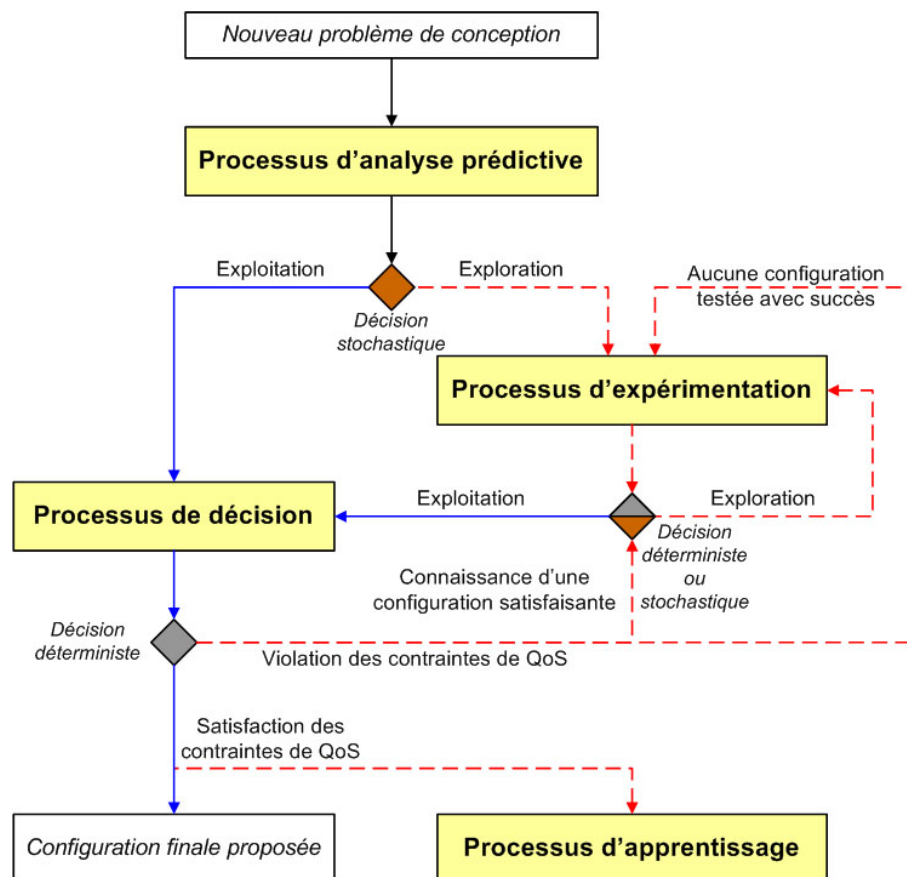 Nouveau problème de conception
Processus d'analyse prédictive
Exploitation
Exploration
Aucune configuration
testée avec succès
Décision
stochastique
Processus d'expérimentation
Processus de décision
Exploitation
Exploration
Décision
déterministe
ou
stochastique
Connaissance d'une
configuration satisfaisante
Décision
déterministe
Violation des contraintes de QoS
Satisfaction des
contraintes de QoS
Configuration finale proposée
Processus d'apprentissage